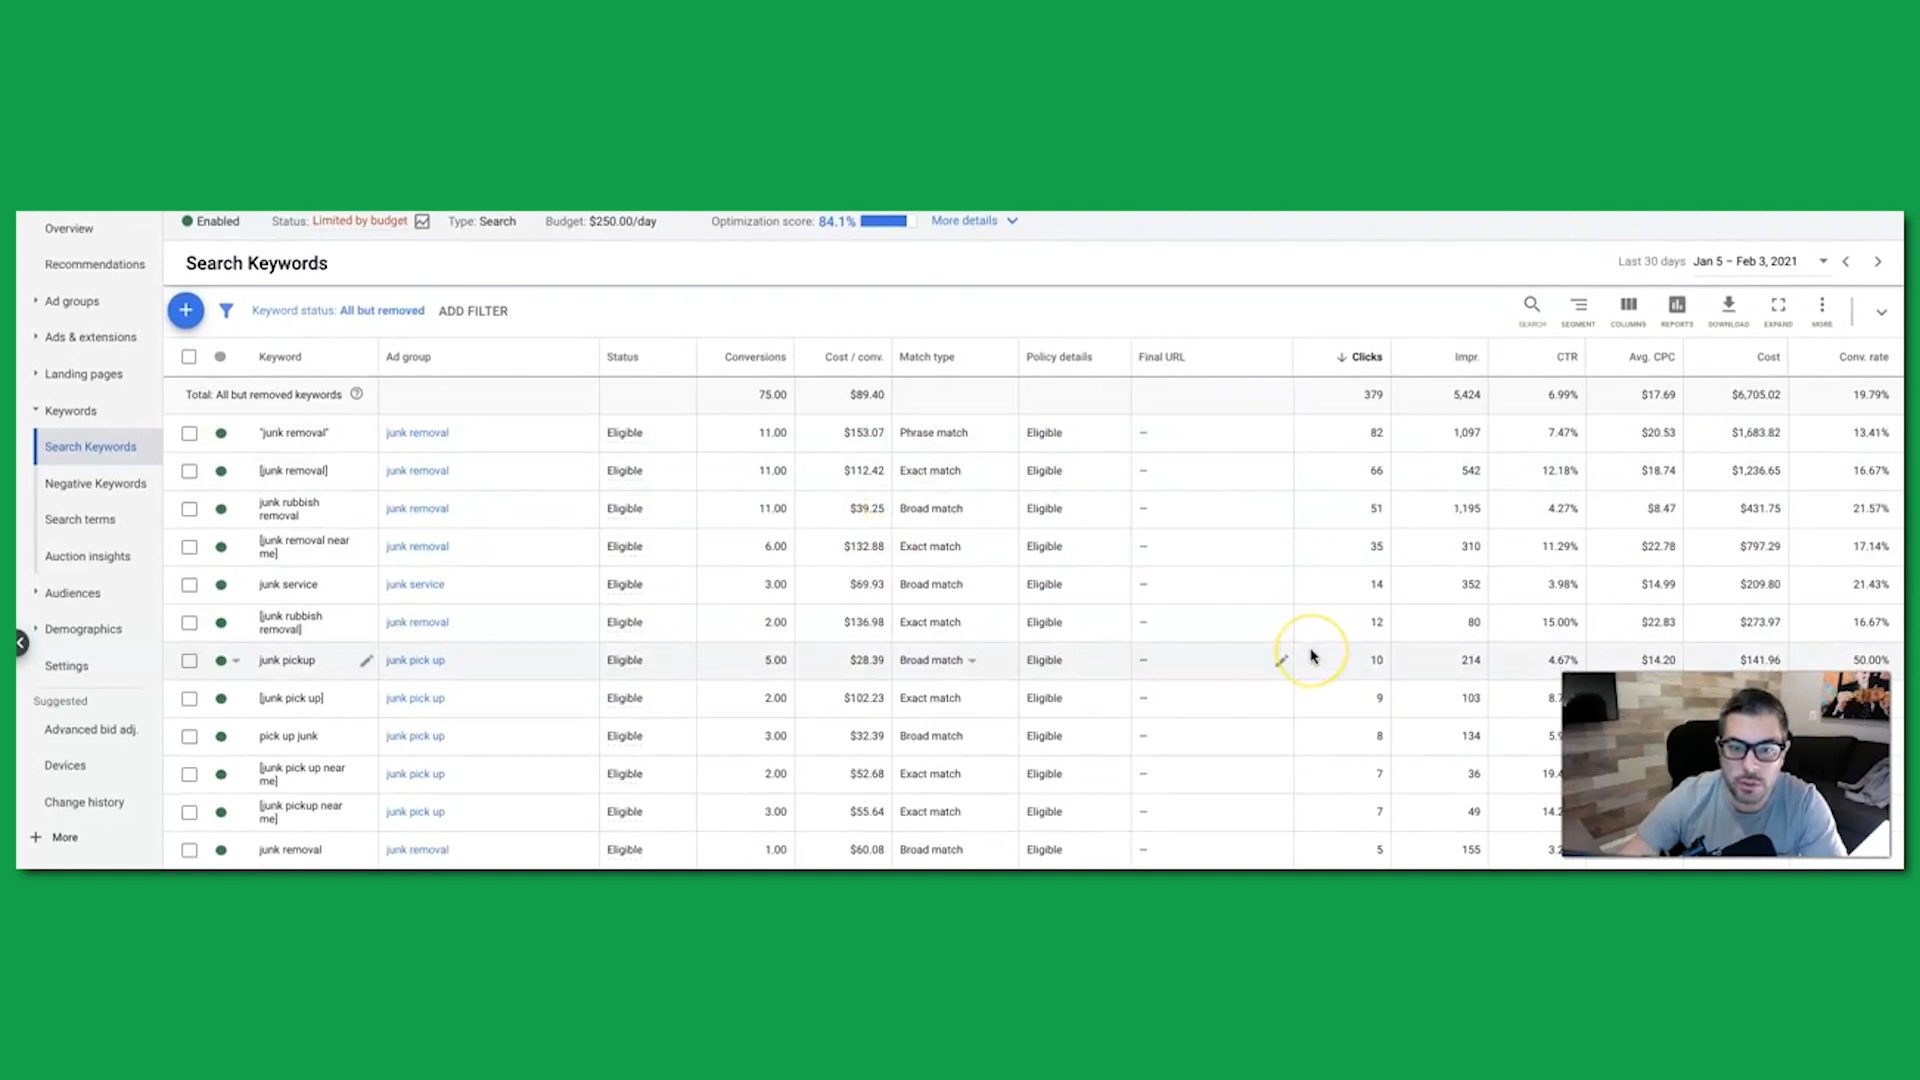 Overview
Recommendations
Ad groups
Ads & extensions
Landing pages
Keywords
Search Keywords
Negative Keywords
Search terms
Auction insights
Audiences
Demographics
Settings
Suggested
Advanced bid adj.
Devices
Change history
+ More
Enabled Status: Limited by budget Type: Search Budget: $250.00/day Optimization score: 84.1% More details
Search Keywords
Last 30 days Jan 5 – Feb 3, 2021
+ Keyword status: All but removed ADD FILTER
SEARCH SEGMENT COLUMNS REPORTS DOWNLOAD EXPAND MORE
Keyword Ad group Status Conversions Cost / conv. Match type Policy details Final URL ↓ Clicks Impr. CTR Avg. CPC Cost Conv. rate
Total: All but removed keywords 75.00 $89.40 379 5,424 6.99% $17.69 $6,705.02 19.79%
"junk removal" junk removal Eligible 11.00 $153.07 Phrase match Eligible – 82 1,097 7.47% $20.53 $1,683.82 13.41%
[junk removal] junk removal Eligible 11.00 $112.42 Exact match Eligible – 66 542 12.18% $18.74 $1,236.65 16.67%
junk rubbish
removal junk removal Eligible 11.00 $39.25 Broad match Eligible – 51 1,195 4.27% $8.47 $431.75 21.57%
[junk removal near
me] junk removal Eligible 6.00 $132.88 Exact match Eligible – 35 310 11.29% $22.78 $797.29 17.14%
junk service junk service Eligible 3.00 $69.93 Broad match Eligible – 14 352 3.98% $14.99 $209.80 21.43%
[junk rubbish
removal] junk removal Eligible 2.00 $136.98 Exact match Eligible – 12 80 15.00% $22.83 $273.97 16.67%
junk pickup junk pick up Eligible 5.00 $28.39 Broad match Eligible – 10 214 4.67% $14.20 $141.96 50.00%
[junk pick up] junk pick up Eligible 2.00 $102.23 Exact match Eligible – 9 103 8.7
pick up junk junk pick up Eligible 3.00 $32.39 Broad match Eligible – 8 134 5.9
[junk pick up near
me] junk pick up Eligible 2.00 $52.68 Exact match Eligible – 7 36 19.4
[junk pickup near
me] junk pick up Eligible 3.00 $55.64 Exact match Eligible – 7 49 14.2
junk removal junk removal Eligible 1.00 $60.08 Broad match Eligible – 5 155 3.2